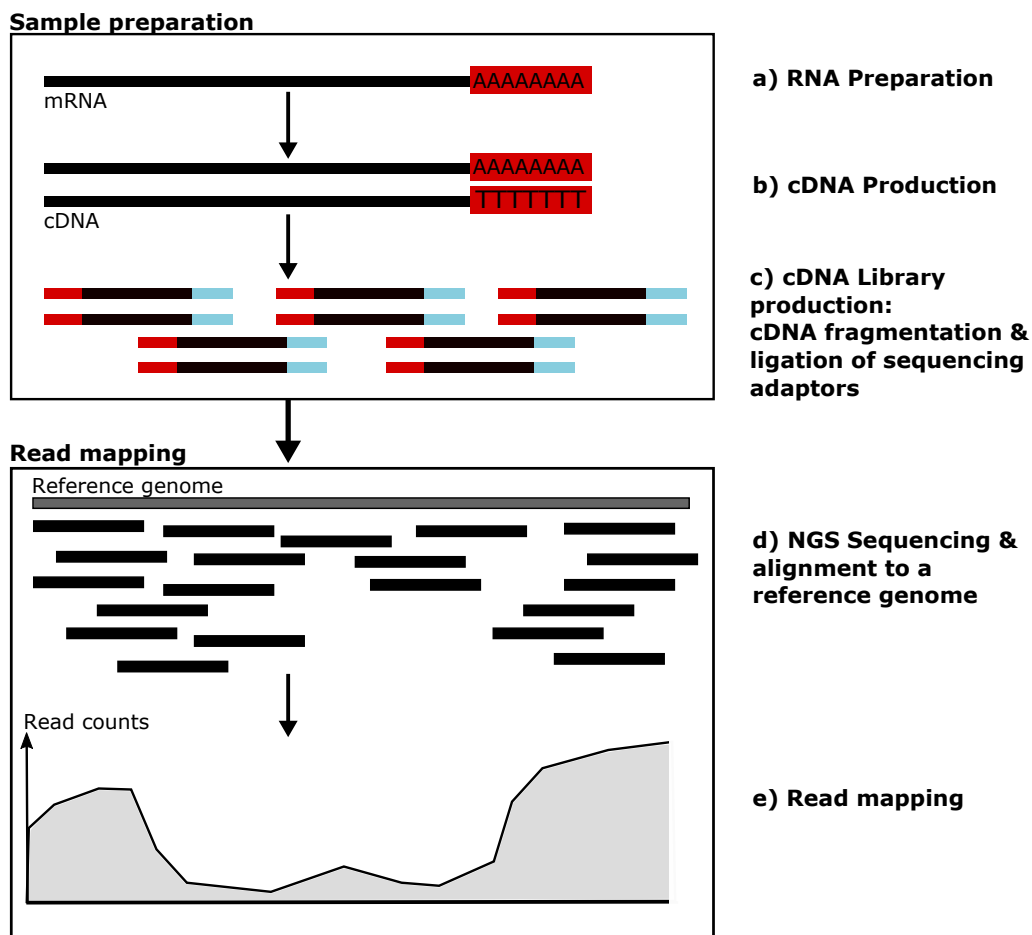 Sample preparation
AAAAAAAA
mRNA
a) RNA Preparation
AAAAAAAA
TTTTTTT
cDNA
b) cDNA Production
c) cDNA Library
production:
cDNA fragmentation &
ligation of sequencing
adaptors
Read mapping
Reference genome
d) NGS Sequencing &
alignment to a
reference genome
Read counts
e) Read mapping